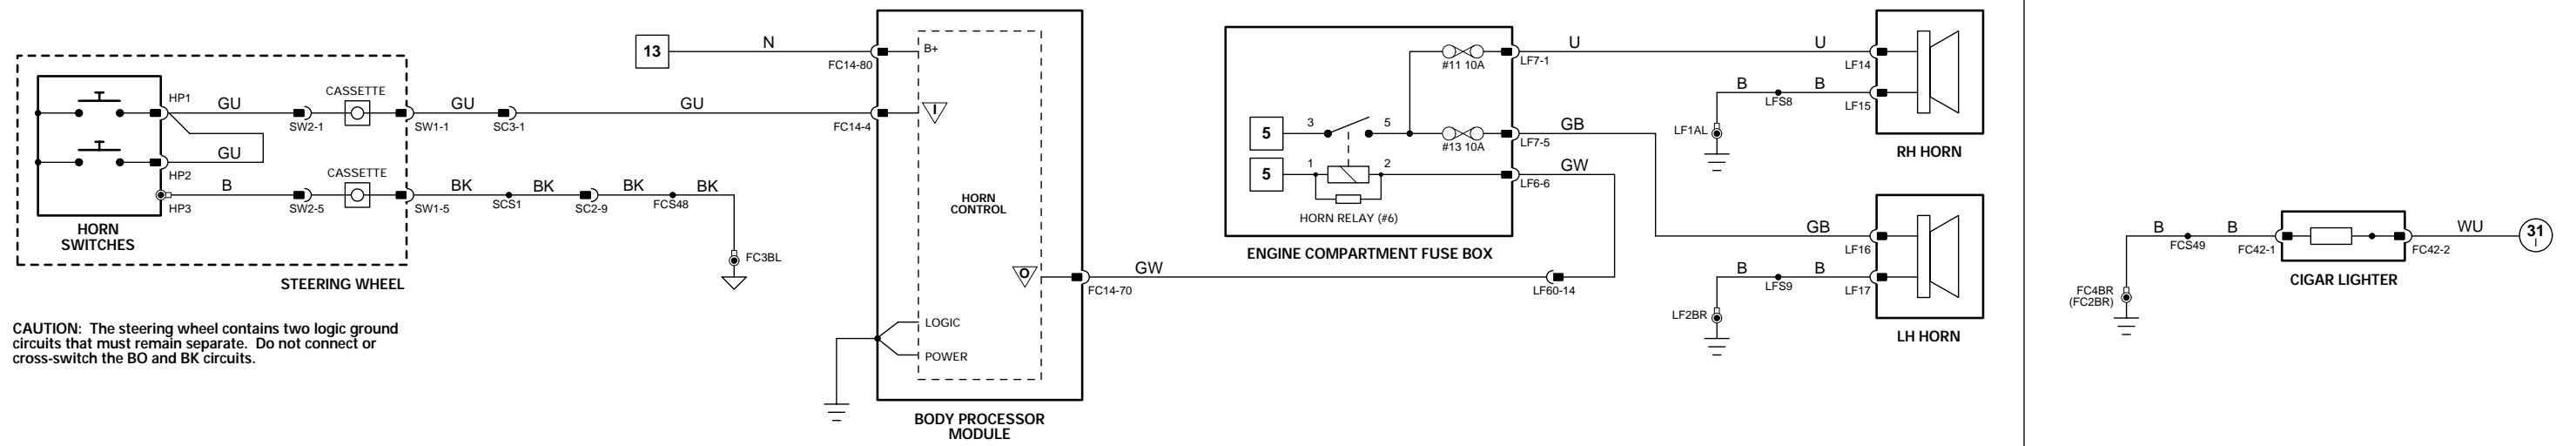 HP1
GU
CASSETTE
SW2-1
SW1-1
GU
SC3-1
GU
FC14-4
HP2
GU
HP3
B
CASSETTE
SW2-5
SW1-5
BK
SCS1
BK
SC2-9
BK
FCS48
BK
FC3BL
HORN
SWITCHES
STEERING WHEEL
CAUTION: The steering wheel contains two logic ground
circuits that must remain separate. Do not connect or
cross-switch the BO and BK circuits.
13
N
FC14-80
B+
I
HORN
CONTROL
O
FC14-70
LOGIC
POWER
BODY PROCESSOR
MODULE
GW
LF60-14
5
3
5
#11 10A
LF7-1
#13 10A
LF7-5
5
1
2
LF6-6
HORN RELAY (#6)
ENGINE COMPARTMENT FUSE BOX
U
U
LF14
B
LFS8
B
LF15
LF1AL
RH HORN
GB
GW
GB
LF16
B
LFS9
B
LF17
LF2BR
LH HORN
B
FCS49
B
FC42-1
FC42-2
WU
31
I
FC4BR
(FC2BR)
CIGAR LIGHTER